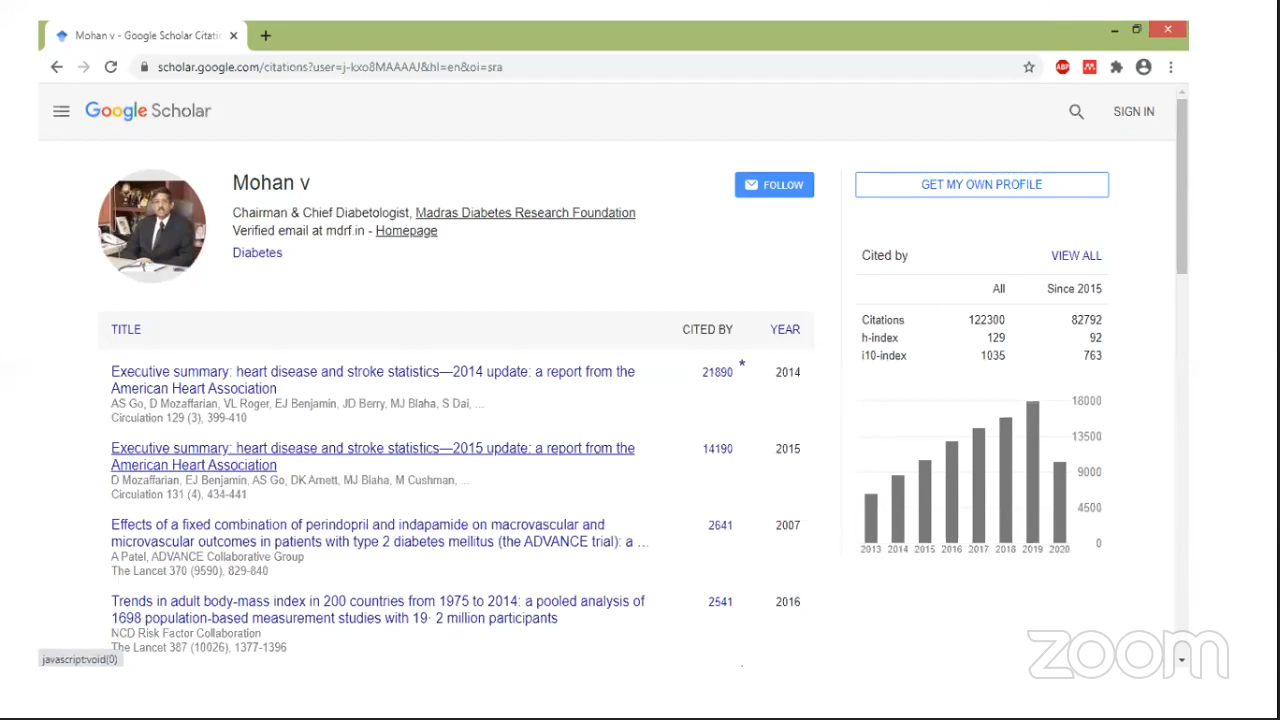 Mohan v - Google Scholar Citatio
scholar.google.com/citations?user=j-kxo8MAAAAJ&hl=en&oi=sra
ABP
Google Scholar
SIGN IN
Mohan v
FOLLOW
Chairman & Chief Diabetologist, Madras Diabetes Research Foundation
Verified email at mdrf.in - Homepage
Diabetes
GET MY OWN PROFILE
Cited by VIEW ALL
All Since 2015
Citations 122300 82792
h-index 129 92
i10-index 1035 763
18000
13500
9000
4500
0
2013 2014 2015 2016 2017 2018 2019 2020
TITLE CITED BY YEAR
Executive summary: heart disease and stroke statistics—2014 update: a report from the 21890 * 2014
American Heart Association
AS Go, D Mozaffarian, VL Roger, EJ Benjamin, JD Berry, MJ Blaha, S Dai, ...
Circulation 129 (3), 399-410
Executive summary: heart disease and stroke statistics—2015 update: a report from the 14190 2015
American Heart Association
D Mozaffarian, EJ Benjamin, AS Go, DK Arnett, MJ Blaha, M Cushman, ...
Circulation 131 (4), 434-441
Effects of a fixed combination of perindopril and indapamide on macrovascular and 2641 2007
microvascular outcomes in patients with type 2 diabetes mellitus (the ADVANCE trial): a ...
A Patel, ADVANCE Collaborative Group
The Lancet 370 (9590), 829-840
Trends in adult body-mass index in 200 countries from 1975 to 2014: a pooled analysis of 2541 2016
1698 population-based measurement studies with 19· 2 million participants
NCD Risk Factor Collaboration
The Lancet 387 (10026), 1377-1396
javascript:void(0)
zoom